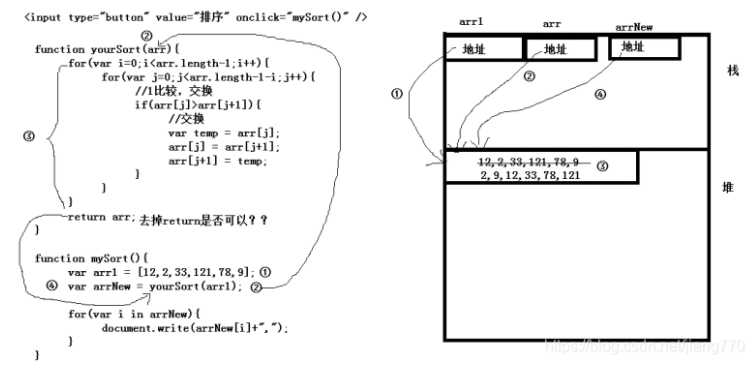 <input type="button" value="排序" onclick="mySort()" />
②
function yourSort(arr){
for(var i=0;i<arr.length-1;i++){
for(var j=0;j<arr.length-1-i;j++){
//1比较，交换
if(arr[j]>arr[j+1]){
//交换
③
var temp = arr[j];
arr[j] = arr[j+1];
arr[j+1] = temp;
}
}
}
return arr; 去掉return是否可以？？
}
function mySort(){
var arr1 = [12,2,33,121,78,9]; ①
④ var arrNew = yourSort(arr1); ②
for(var i in arrNew){
document.write(arrNew[i]+",");
}
}
arr1 arr arrNew
地址 地址 地址
栈
① ② ④
12,2,33,121,78,9
③
2,9,12,33,78,121
堆
https://blog.csdn.net/jiang770